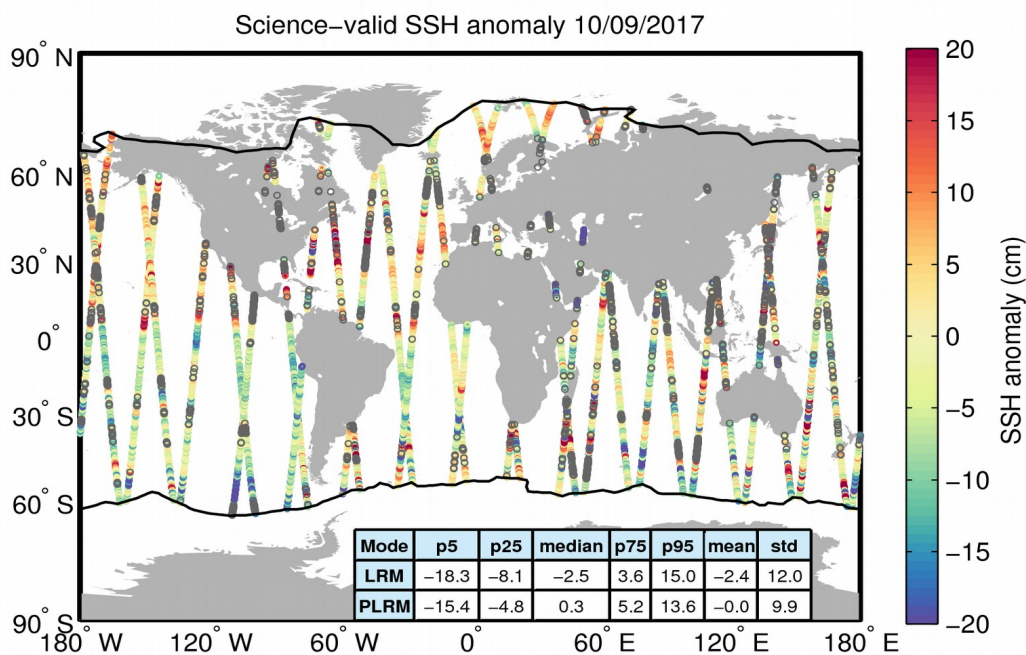 Science−valid SSH anomaly 10/09/2017
90° N
60° N
30° N
0°
30° S
60° S
90° S
180° W 120° W 60° W 0° 60° E 120° E 180° E
Mode p5 p25 median p75 p95 mean std
LRM −18.3 −8.1 −2.5 3.6 15.0 −2.4 12.0
PLRM −15.4 −4.8 0.3 5.2 13.6 −0.0 9.9
20
15
10
5
0
−5
−10
−15
−20
SSH anomaly (cm)